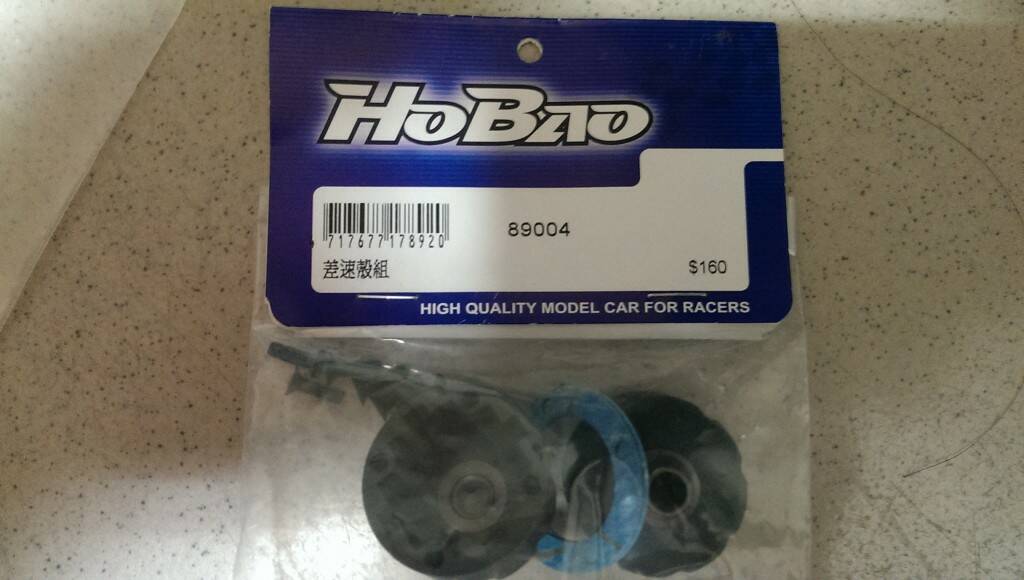 HOBAO
89004
717677178920
差速殼組
$160
HIGH QUALITY MODEL CAR FOR RACERS